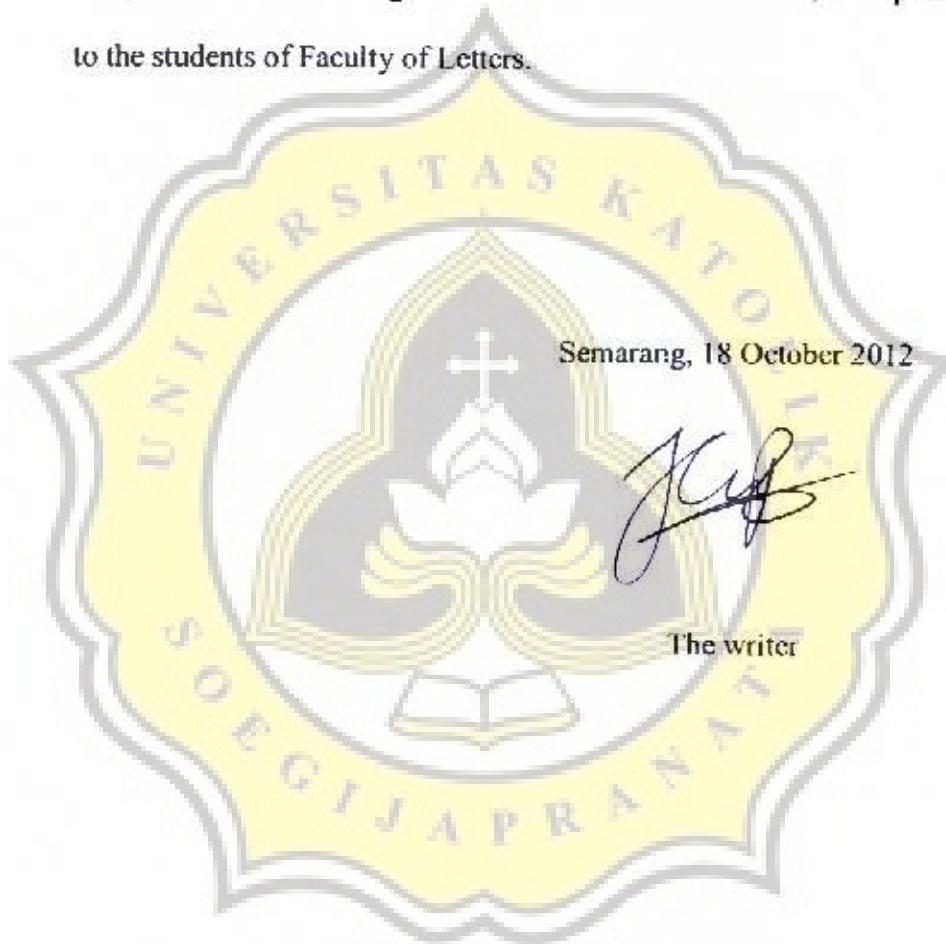 to the students of Faculty of Letters.
UNIVERSITAS KATOLIK
Semarang, 18 October 2012
The writer
SOEGIJAPRANATA